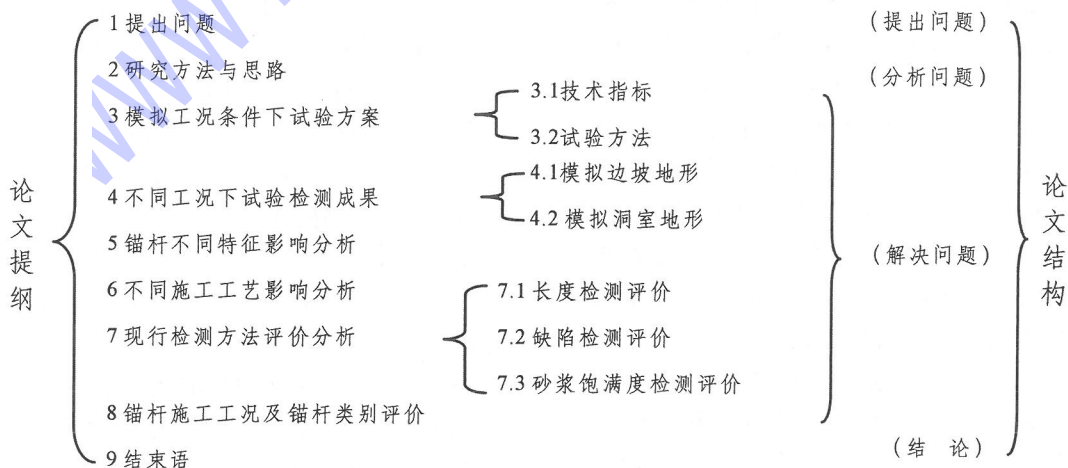 论文提纲
1提出问题
2研究方法与思路
3模拟工况条件下试验方案
3.1技术指标
3.2试验方法
4不同工况下试验检测成果
4.1模拟边坡地形
4.2模拟洞室地形
5锚杆不同特征影响分析
6不同施工工艺影响分析
7现行检测方法评价分析
7.1长度检测评价
7.2缺陷检测评价
7.3砂浆饱满度检测评价
8锚杆施工工况及锚杆类别评价
9结束语
(提出问题)
(分析问题)
(解决问题)
(结 论)
论文结构
WWW